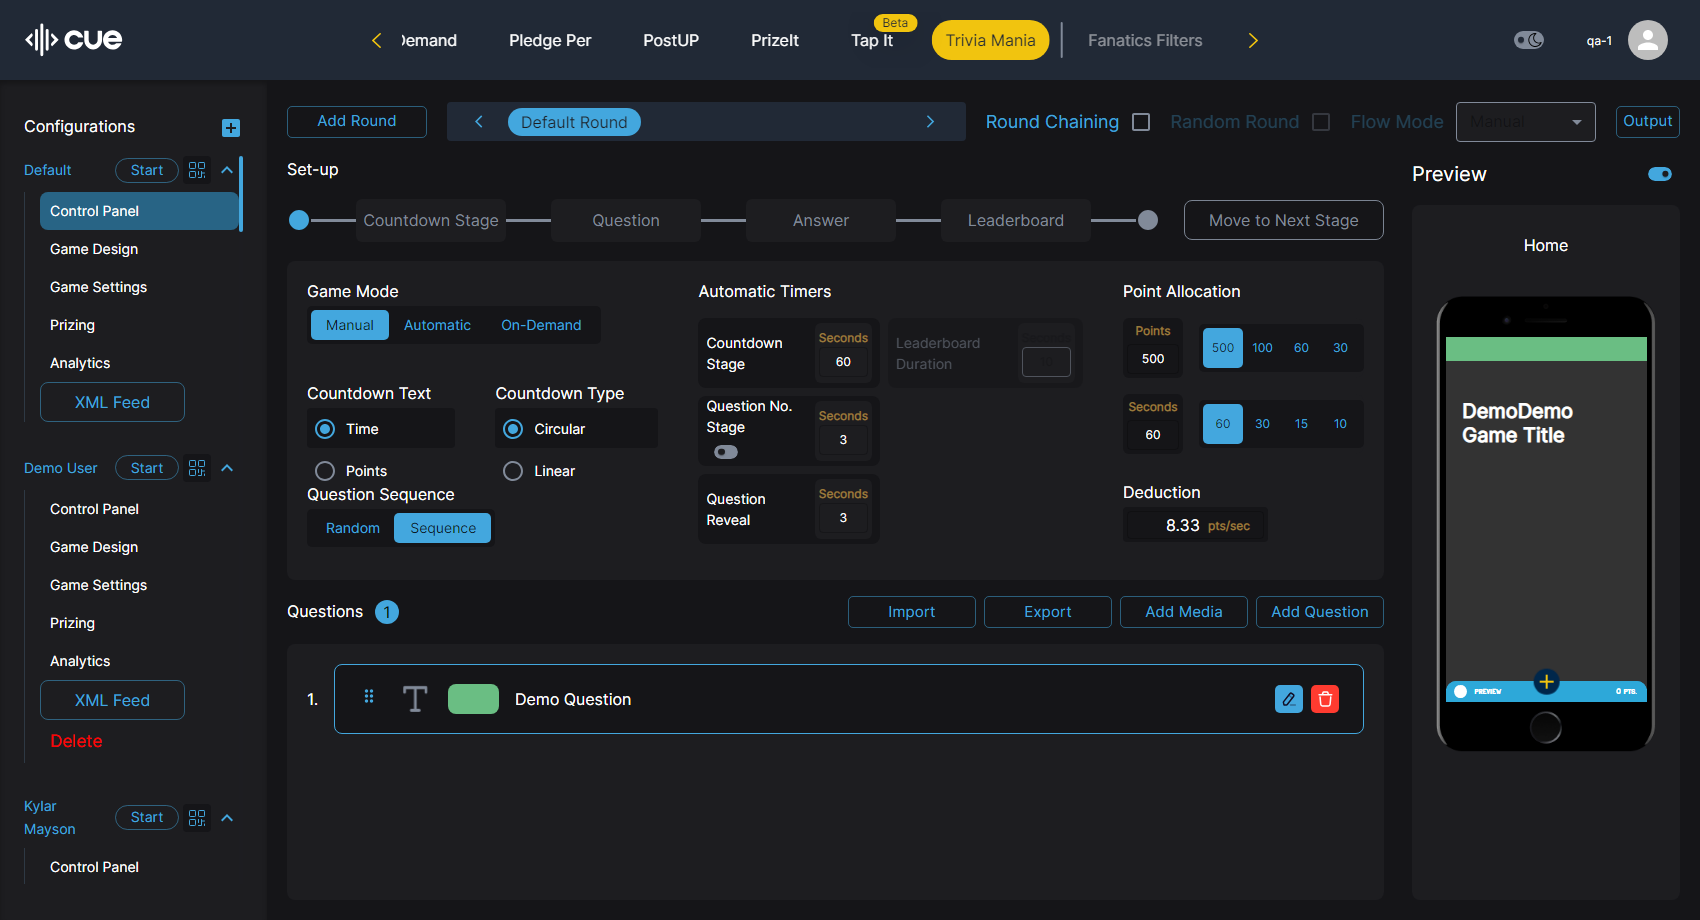 cue
Demand
Pledge Per
PostUP
PrizeIt
Tap It
Beta
Trivia Mania
Fanatics Filters
qa-1
Configurations
Default
Start
Control Panel
Game Design
Game Settings
Prizing
Analytics
XML Feed
Demo User
Start
Control Panel
Game Design
Game Settings
Prizing
Analytics
XML Feed
Delete
Kylar
Mayson
Start
Control Panel
Add Round
Default Round
Round Chaining
Random Round
Flow Mode
Manual
Output
Set-up
Countdown Stage
Question
Answer
Leaderboard
Move to Next Stage
Game Mode
Manual
Automatic
On-Demand
Countdown Text
Time
Points
Countdown Type
Circular
Linear
Question Sequence
Random
Sequence
Automatic Timers
Countdown
Stage
Seconds
60
Leaderboard
Duration
Question No.
Stage
Seconds
3
Question
Reveal
Seconds
3
Point Allocation
Points
500
500 100 60 30
Seconds
60
60 30 15 10
Deduction
8.33 pts/sec
Questions 1
Import
Export
Add Media
Add Question
1.
Demo Question
Preview
Home
DemoDemo
Game Title
PREVIEW
0 PTS.